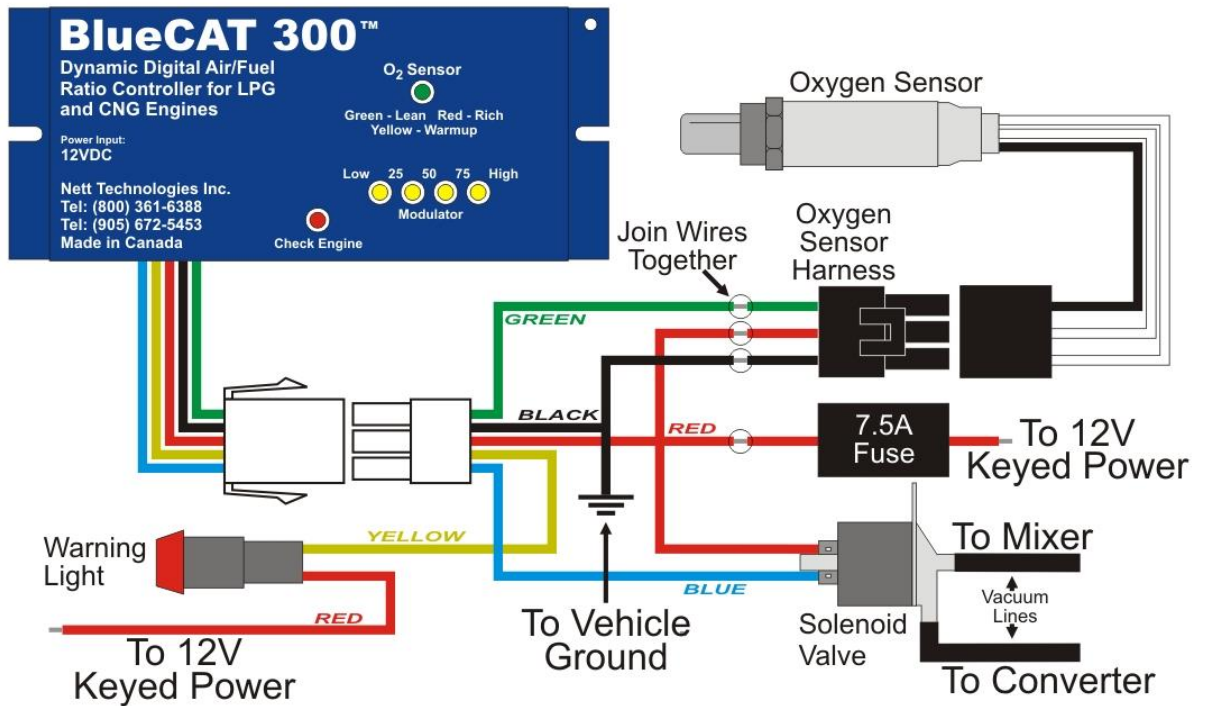 BlueCAT 300™
Dynamic Digital Air/Fuel
Ratio Controller for LPG
and CNG Engines
Power Input:
12VDC
Nett Technologies Inc.
Tel: (800) 361-6388
Tel: (905) 672-5453
Made in Canada
O2 Sensor
Green - Lean Red - Rich
Yellow - Warmup
Low 25 50 75 High
Modulator
Check Engine
Oxygen Sensor
Join Wires
Together
Oxygen
Sensor
Harness
GREEN
BLACK
RED
7.5A
Fuse
To 12V
Keyed Power
YELLOW
Warning
Light
RED
To 12V
Keyed Power
BLUE
To Vehicle
Ground
Solenoid
Valve
To Mixer
Vacuum
Lines
To Converter